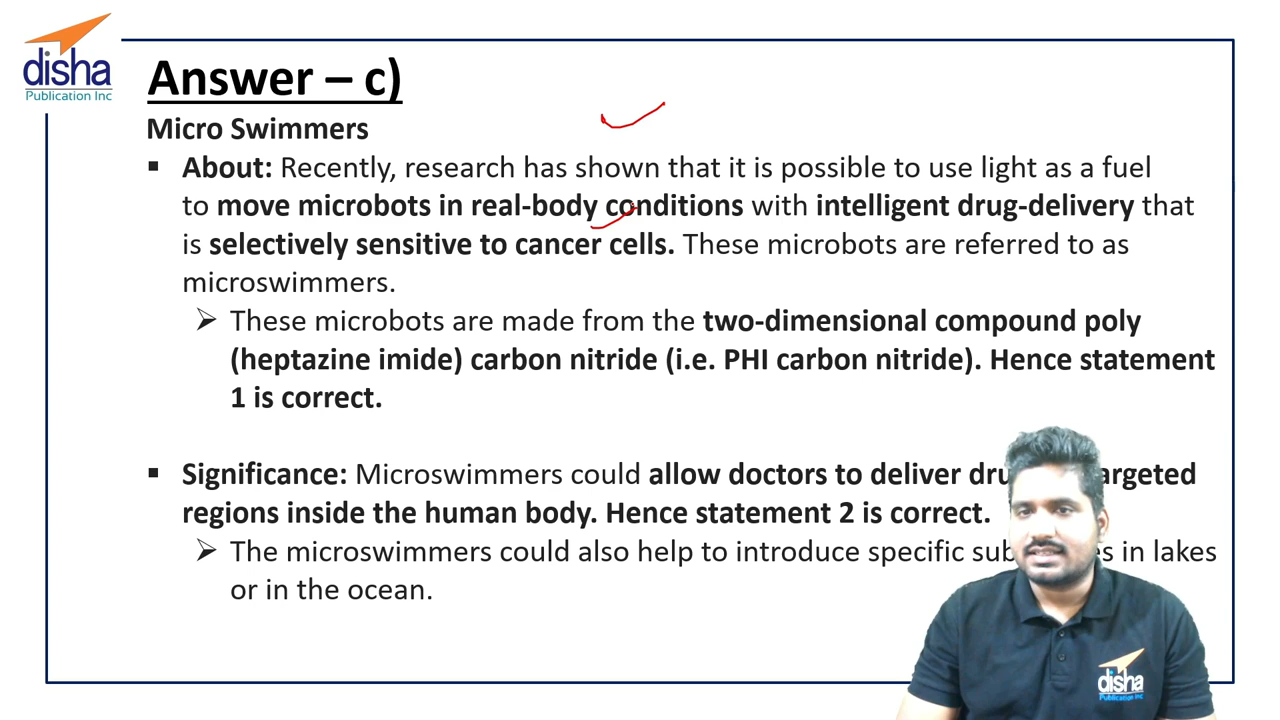 disha
Publication Inc
Answer – c)
Micro Swimmers
▪ About: Recently, research has shown that it is possible to use light as a fuel
to move microbots in real-body conditions with intelligent drug-delivery that
is selectively sensitive to cancer cells. These microbots are referred to as
microswimmers.
➢ These microbots are made from the two-dimensional compound poly
(heptazine imide) carbon nitride (i.e. PHI carbon nitride). Hence statement
1 is correct.
▪ Significance: Microswimmers could allow doctors to deliver
regions inside the human body. Hence statement 2 is correct.
➢ The microswimmers could also help to introduce specific in lakes
or in the ocean.
disha
Publication Inc